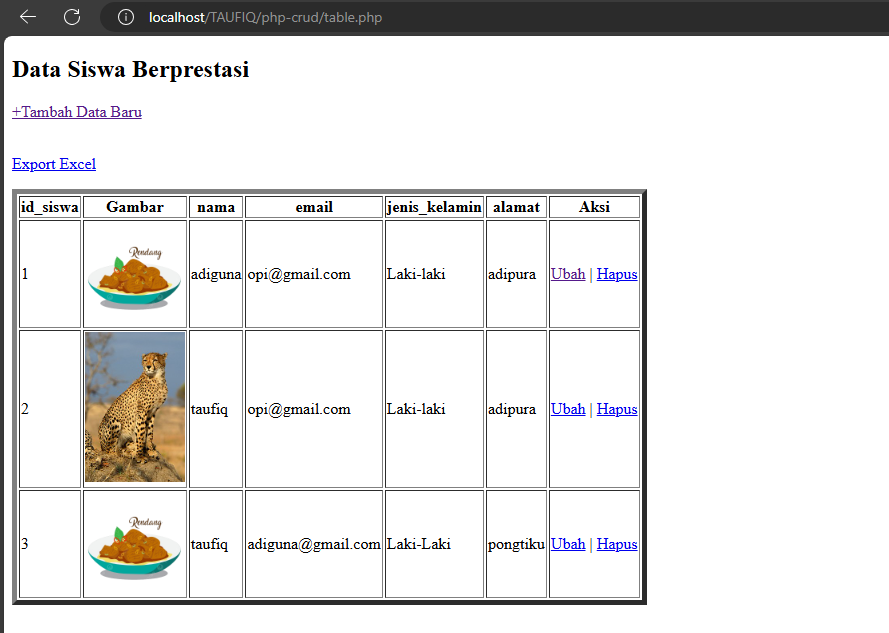 localhost/TAUFIQ/php-crud/table.php
Data Siswa Berprestasi
+Tambah Data Baru
Export Excel
id_siswa Gambar nama email jenis_kelamin alamat Aksi
Rendang
1 adiguna opi@gmail.com Laki-laki adipura Ubah | Hapus
2 taufiq opi@gmail.com Laki-laki adipura Ubah | Hapus
Rendang
3 taufiq adiguna@gmail.com Laki-Laki pongtiku Ubah | Hapus